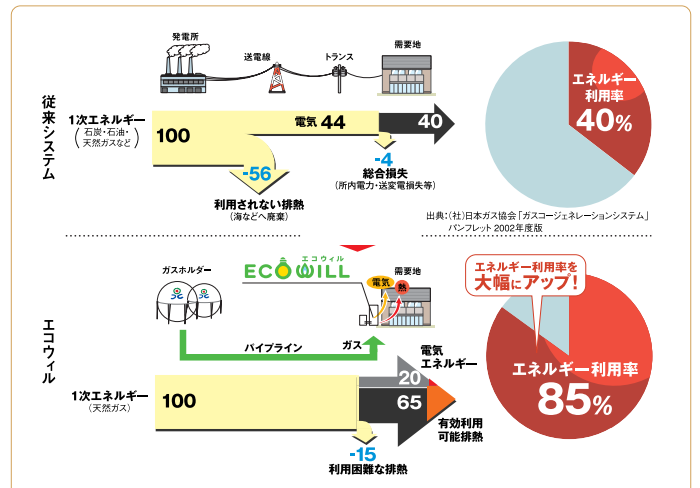 発電所
送電線
トランス
需要地
従来システム
1次エネルギー
(石炭・石油・
天然ガスなど)
100
電気 44
40
-56
利用されない排熱
(海などへ廃棄)
-4
総合損失
(所内電力・送変電損失等)
エネルギー
利用率
40%
出典:(社)日本ガス協会「ガスコージェネレーションシステム」
パンフレット 2002年度版
エコウィル
ガスホルダー
エコウィル
ECOWILL
電気
熱
需要地
パイプライン
ガス
1次エネルギー
(天然ガス)
100
電気
エネルギー
20
65
有効利用
可能排熱
-15
利用困難な排熱
エネルギー利用率を
大幅にアップ!
エネルギー利用率
85%